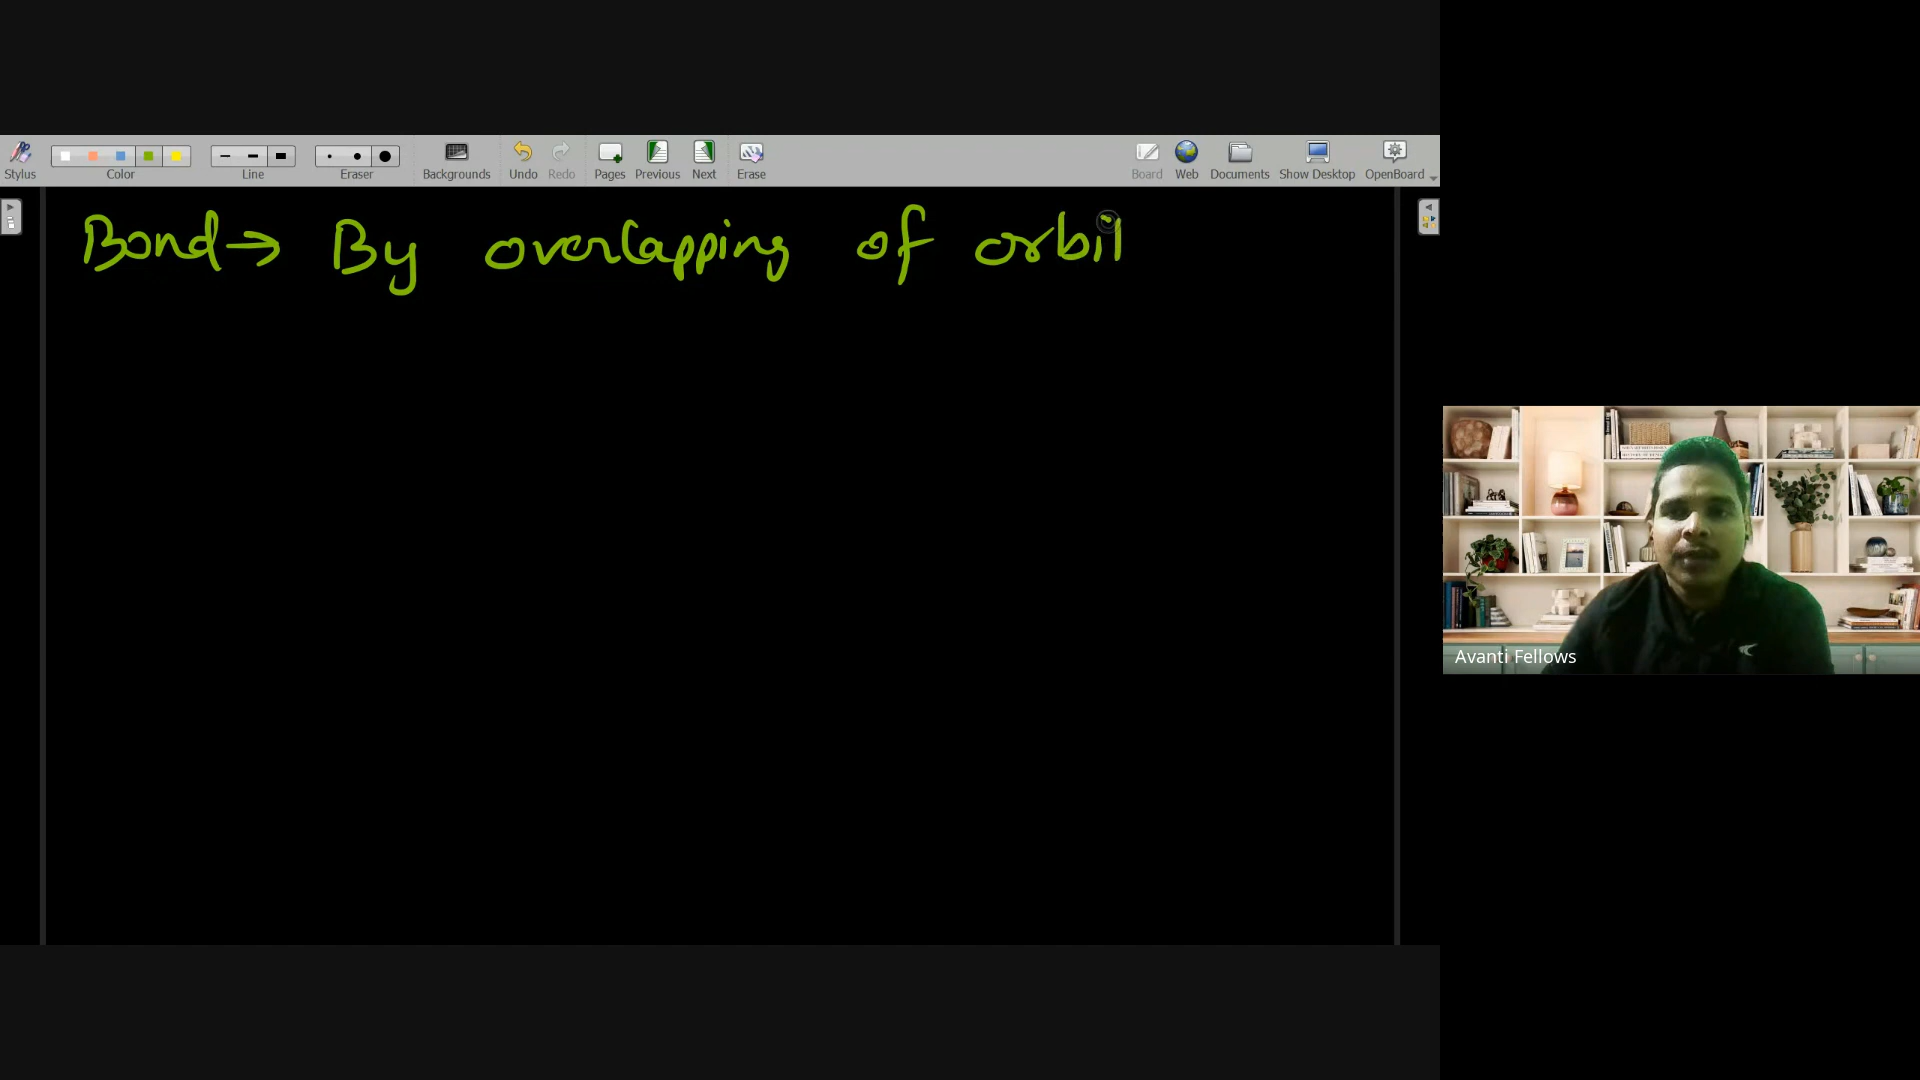 Stylus Color Line Eraser Backgrounds Undo Redo Pages Previous Next Erase Board Web Documents Show Desktop OpenBoard
Bond → By overlapping of orbil
Avanti Fellows